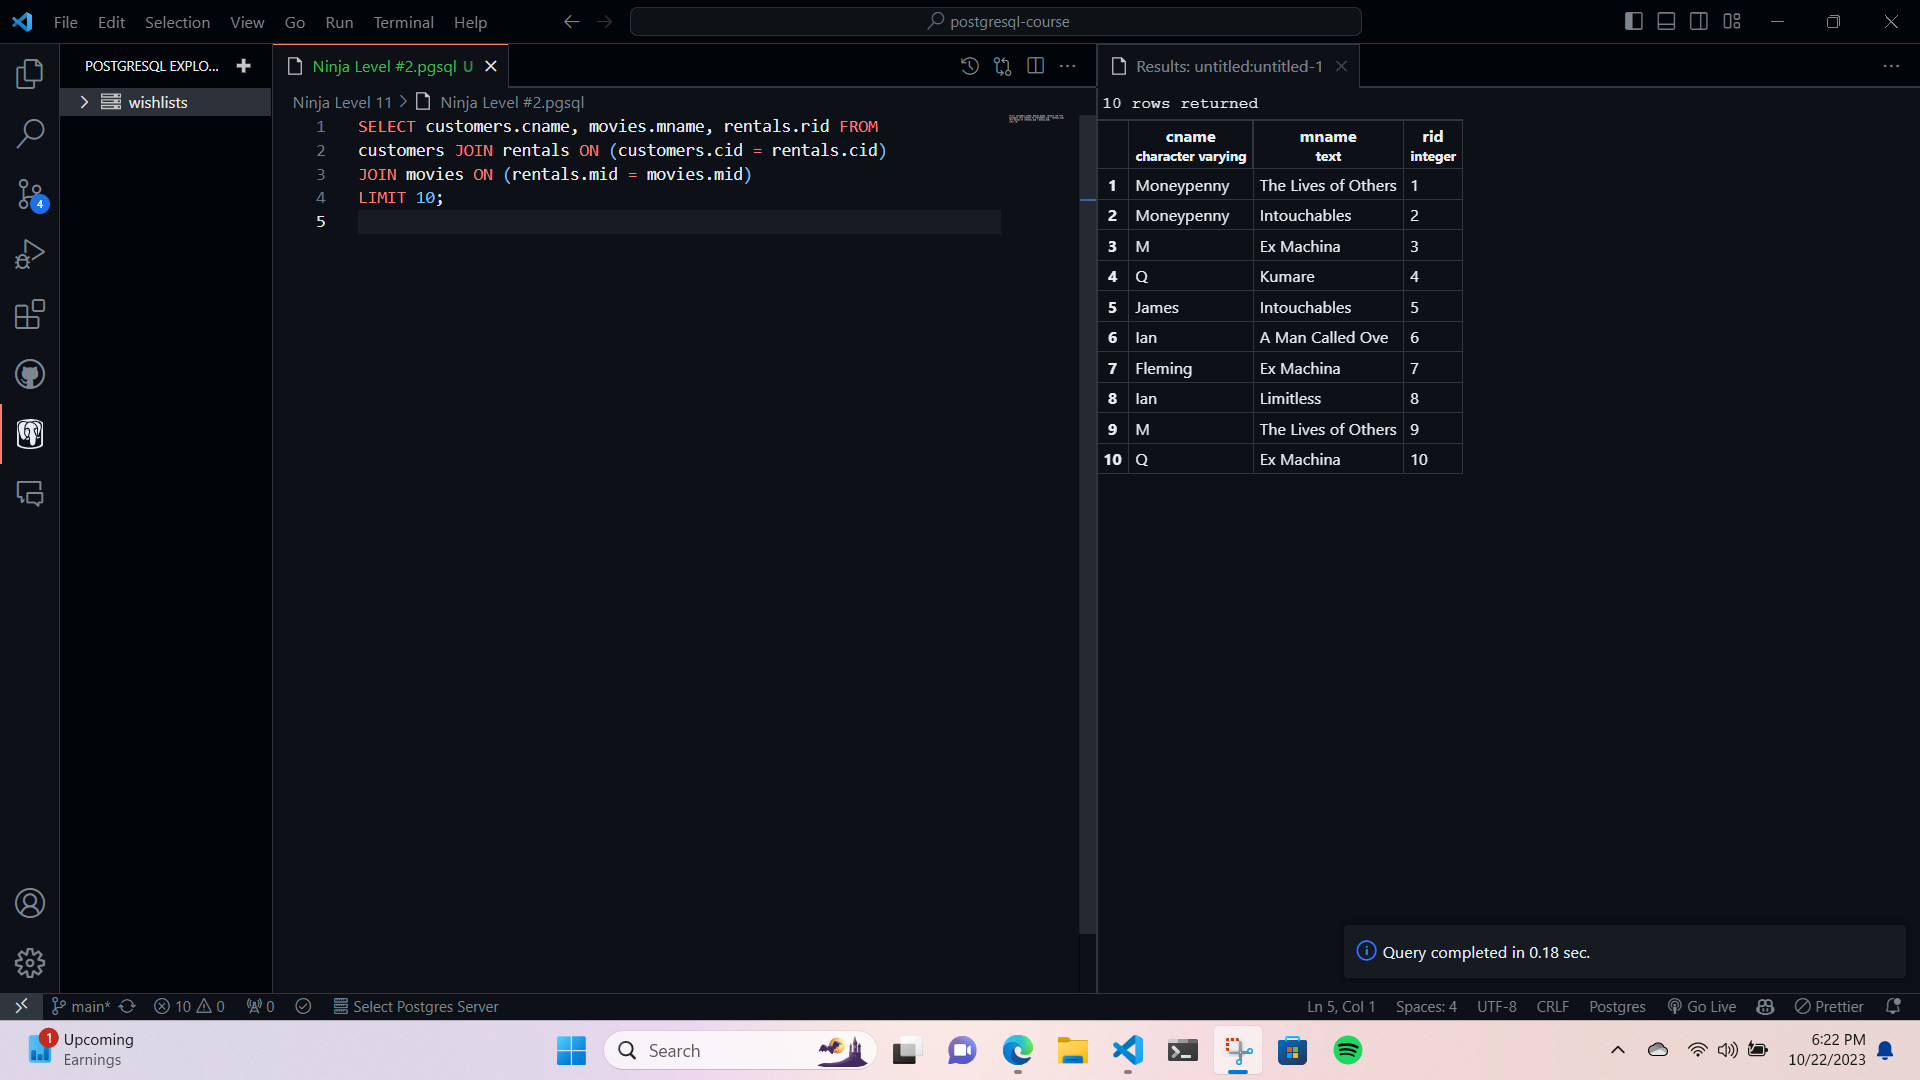 File Edit Selection View Go Run Terminal Help
postgresql-course
POSTGRESQL EXPLO...
wishlists
4
Ninja Level #2.pgsql U
Ninja Level 11 > Ninja Level #2.pgsql
1 SELECT customers.cname, movies.mname, rentals.rid FROM
2 customers JOIN rentals ON (customers.cid = rentals.cid)
3 JOIN movies ON (rentals.mid = movies.mid)
4 LIMIT 10;
5
Results: untitled:untitled-1
10 rows returned
cname mname rid
character varying text integer
1 Moneypenny The Lives of Others 1
2 Moneypenny Intouchables 2
3 M Ex Machina 3
4 Q Kumare 4
5 James Intouchables 5
6 Ian A Man Called Ove 6
7 Fleming Ex Machina 7
8 Ian Limitless 8
9 M The Lives of Others 9
10 Q Ex Machina 10
Query completed in 0.18 sec.
main* 10 0 0 Select Postgres Server
Ln 5, Col 1 Spaces: 4 UTF-8 CRLF Postgres Go Live Prettier
1
Upcoming
Earnings
Search
6:22 PM
10/22/2023